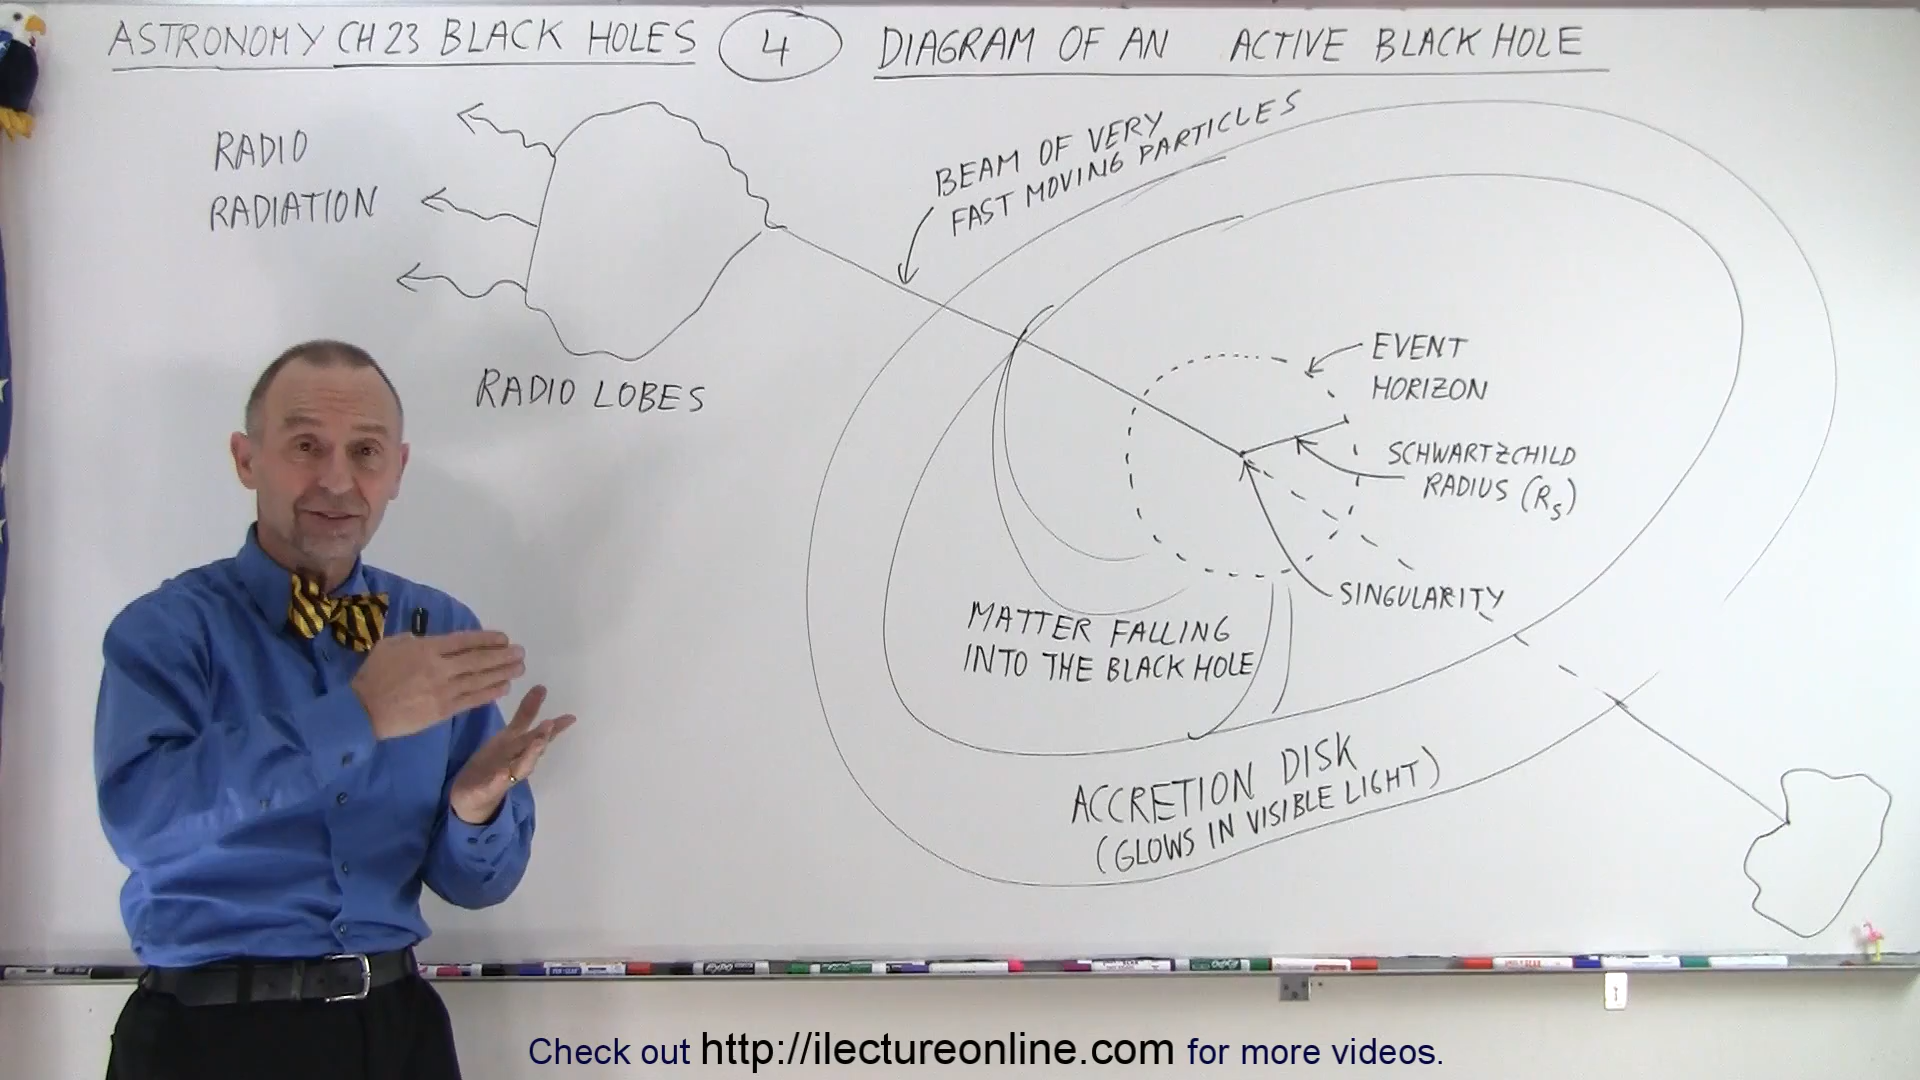 ASTRONOMY CH 23 BLACK HOLES 4 DIAGRAM OF AN ACTIVE BLACK HOLE
RADIO
RADIATION
BEAM OF VERY
FAST MOVING PARTICLES
RADIO LOBES
EVENT
HORIZON
SCHWARTZCHILD
RADIUS (Rs)
SINGULARITY
MATTER FALLING
INTO THE BLACK HOLE
ACCRETION DISK
(GLOWS IN VISIBLE LIGHT)
Check out http://ilectureonline.com for more videos.